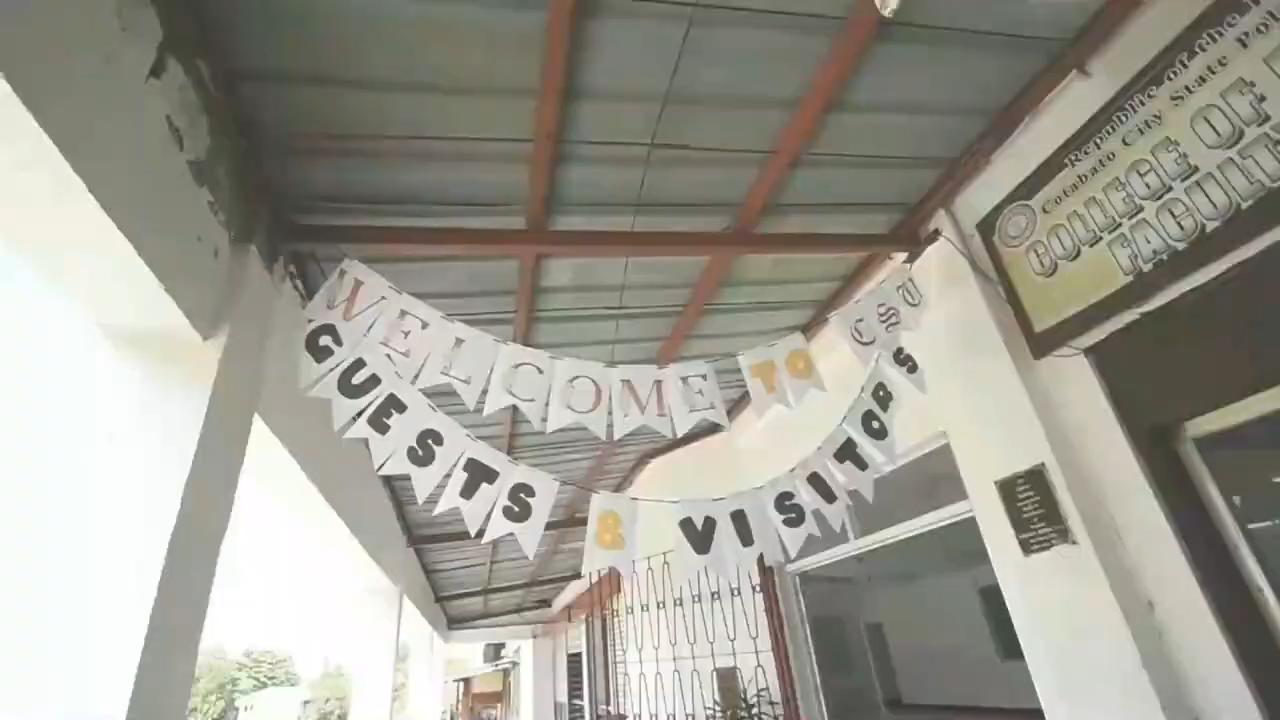 WELCOME TO CSU
GUESTS & VISITORS
Republic of the
Cotabato City State Pol
COLLEGE OF
FACULT